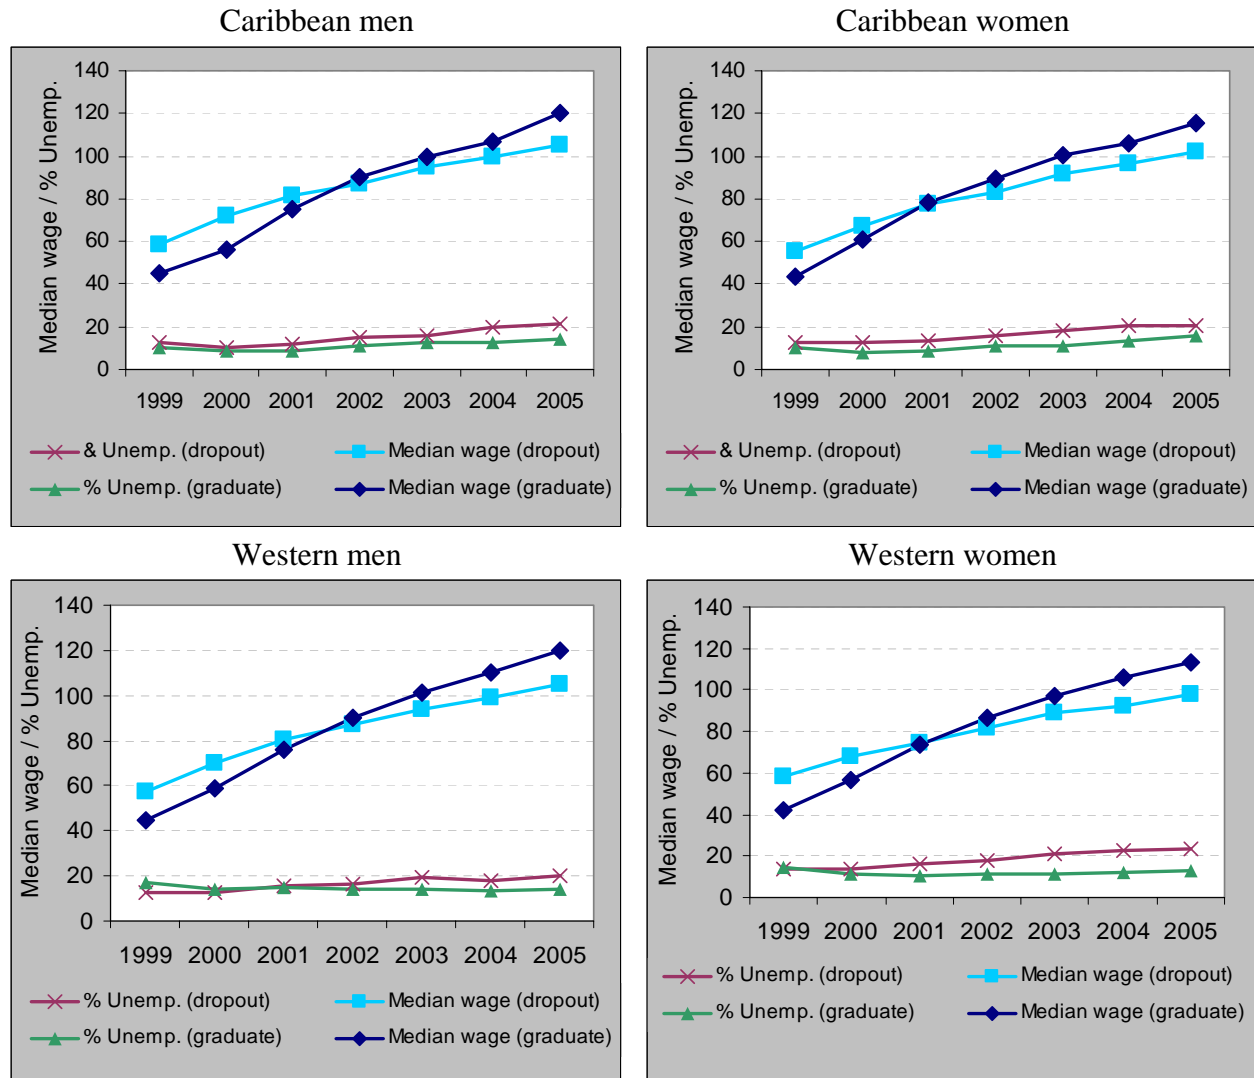 Caribbean men
Median wage / % Unemp.
140
120
100
80
60
40
20
0
1999 2000 2001 2002 2003 2004 2005
& Unemp. (dropout) Median wage (dropout)
% Unemp. (graduate) Median wage (graduate)
Caribbean women
Median wage / % Unemp.
140
120
100
80
60
40
20
0
1999 2000 2001 2002 2003 2004 2005
& Unemp. (dropout) Median wage (dropout)
% Unemp. (graduate) Median wage (graduate)
Western men
Median wage / % Unemp.
140
120
100
80
60
40
20
0
1999 2000 2001 2002 2003 2004 2005
% Unemp. (dropout) Median wage (dropout)
% Unemp. (graduate) Median wage (graduate)
Western women
Median wage / % Unemp.
140
120
100
80
60
40
20
0
1999 2000 2001 2002 2003 2004 2005
% Unemp. (dropout) Median wage (dropout)
% Unemp. (graduate) Median wage (graduate)